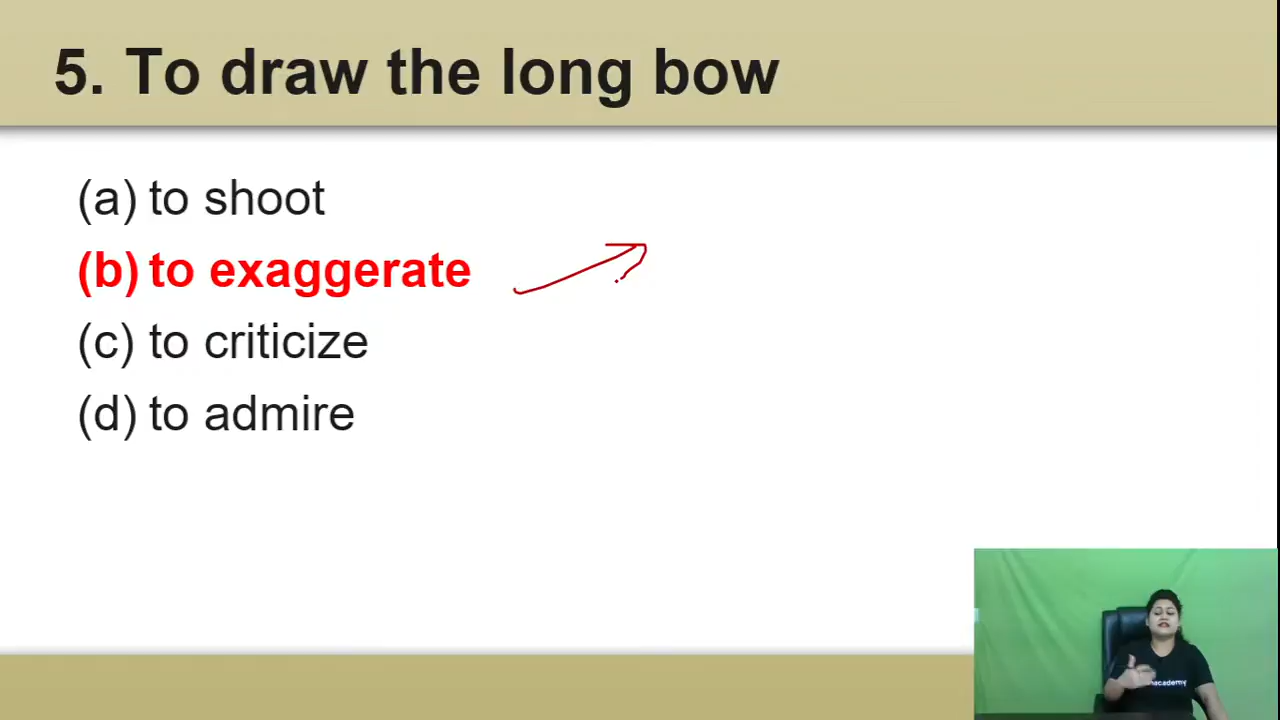 5. To draw the long bow
(a) to shoot
(b) to exaggerate
(c) to criticize
(d) to admire